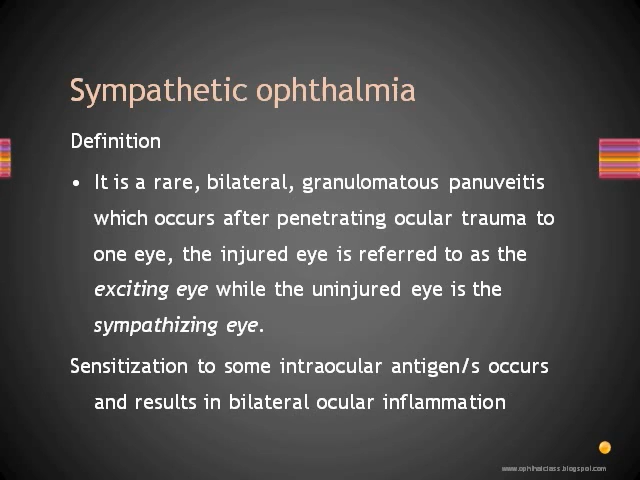 Sympathetic ophthalmia
Definition
• It is a rare, bilateral, granulomatous panuveitis
which occurs after penetrating ocular trauma to
one eye, the injured eye is referred to as the
exciting eye while the uninjured eye is the
sympathizing eye.
Sensitization to some intraocular antigen/s occurs
and results in bilateral ocular inflammation
www.ophthalclass.blogspot.com